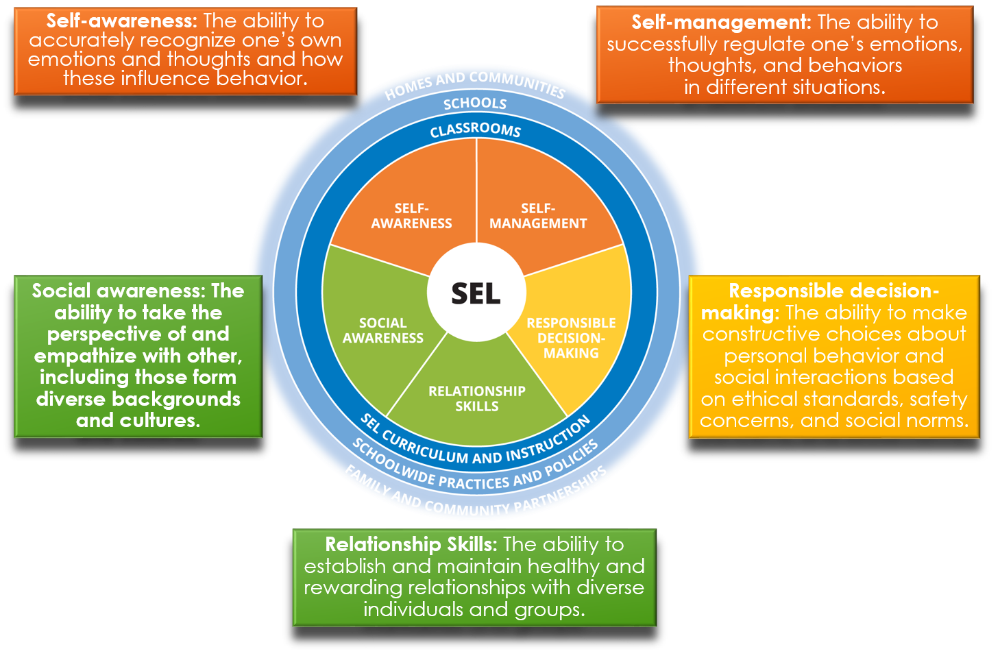 Self-awareness: The ability to
accurately recognize one’s own
emotions and thoughts and how
these influence behavior.
Self-management: The ability to
successfully regulate one’s emotions,
thoughts, and behaviors
in different situations.
HOMES AND COMMUNITIES
SCHOOLS
CLASSROOMS
SELF-
AWARENESS
SELF-
MANAGEMENT
SEL
SOCIAL
AWARENESS
RESPONSIBLE
DECISION-
MAKING
RELATIONSHIP
SKILLS
SEL CURRICULUM AND INSTRUCTION
SCHOOLWIDE PRACTICES AND POLICIES
FAMILY AND COMMUNITY PARTNERSHIPS
Social awareness: The
ability to take the
perspective of and
empathize with other,
including those form
diverse backgrounds
and cultures.
Responsible decision-
making: The ability to make
constructive choices about
personal behavior and
social interactions based
on ethical standards, safety
concerns, and social norms.
Relationship Skills: The ability to
establish and maintain healthy and
rewarding relationships with diverse
individuals and groups.